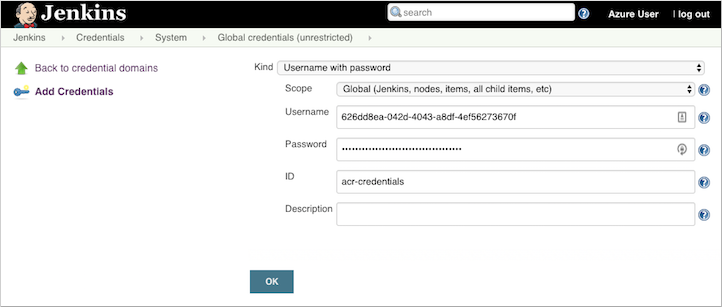 Jenkins
search
Azure User
log out
Jenkins
Credentials
System
Global credentials (unrestricted)
Back to credential domains
Add Credentials
Kind
Username with password
Scope
Global (Jenkins, nodes, items, all child items, etc)
Username
626dd8ea-042d-4043-a8df-4ef56273670f
Password
ID
acr-credentials
Description
OK